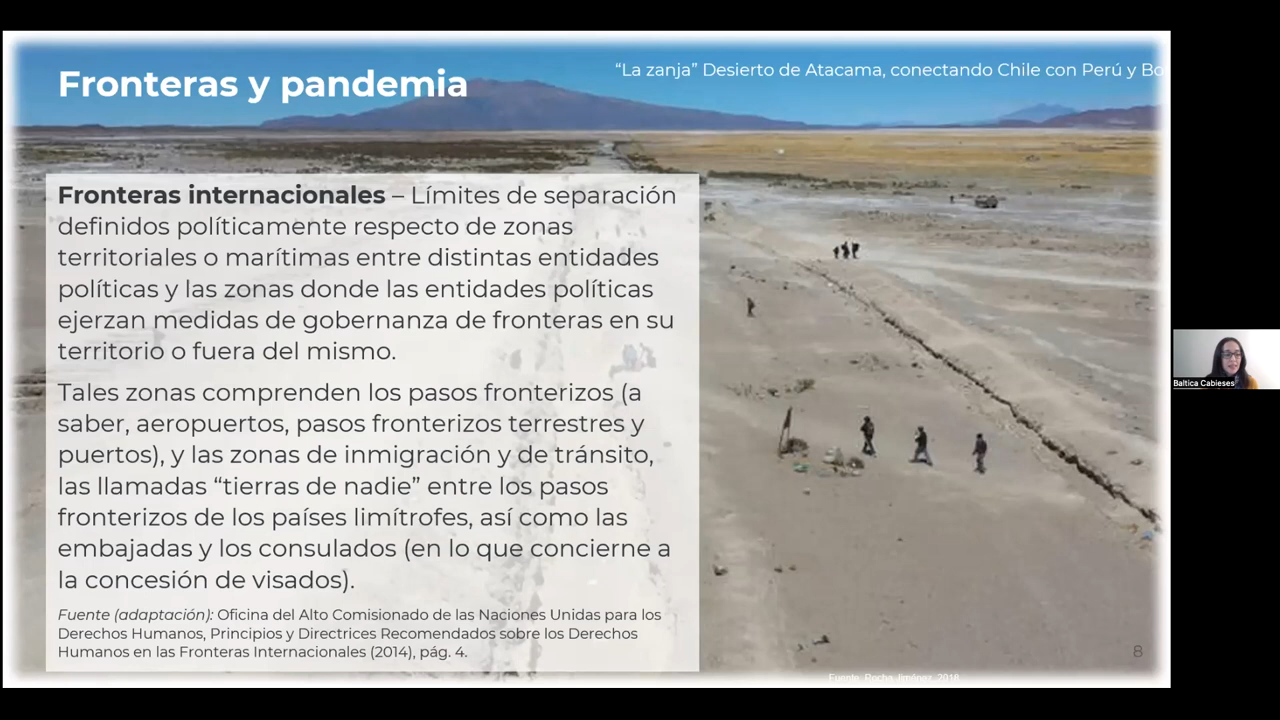 Fronteras y pandemia
“La zanja” Desierto de Atacama, conectando Chile con Perú y Bo
Fronteras internacionales – Límites de separación
definidos políticamente respecto de zonas
territoriales o marítimas entre distintas entidades
políticas y las zonas donde las entidades políticas
ejerzan medidas de gobernanza de fronteras en su
territorio o fuera del mismo.
Tales zonas comprenden los pasos fronterizos (a
saber, aeropuertos, pasos fronterizos terrestres y
puertos), y las zonas de inmigración y de tránsito,
las llamadas “tierras de nadie” entre los pasos
fronterizos de los países limítrofes, así como las
embajadas y los consulados (en lo que concierne a
la concesión de visados).
Fuente (adaptación): Oficina del Alto Comisionado de las Naciones Unidas para los
Derechos Humanos, Principios y Directrices Recomendados sobre los Derechos
Humanos en las Fronteras Internacionales (2014), pág. 4.
8
Fuente. Rocha Jiménez, 2018
Baltica Cabieses